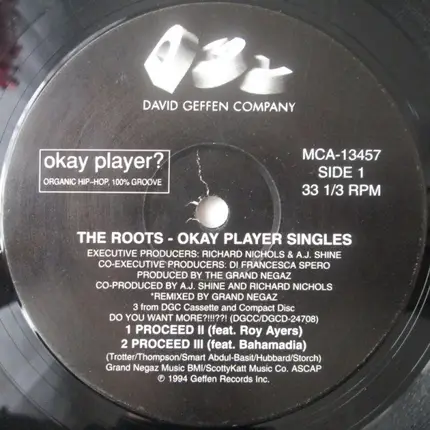 DGC
DAVID GEFFEN COMPANY
okay player?
ORGANIC HIP-HOP, 100% GROOVE
MCA-13457
SIDE 1
33 1/3 RPM
THE ROOTS - OKAY PLAYER SINGLES
EXECUTIVE PRODUCERS: RICHARD NICHOLS & A.J. SHINE
CO-EXECUTIVE PRODUCERS: DI FRANCESCA SPERO
PRODUCED BY THE GRAND NEGAZ
CO-PRODUCED BY A.J. SHINE AND RICHARD NICHOLS
*REMIXED BY GRAND NEGAZ
3 from DGC Cassette and Compact Disc
DO YOU WANT MORE?!!!??! (DGCC/DGCD-24708)
1 PROCEED II (feat. Roy Ayers)
2 PROCEED III (feat. Bahamadia)
(Trotter/Thompson/Smart Abdul-Basit/Hubbard/Storch)
Grand Negaz Music BMI/ScottyKatt Music Co. ASCAP
℗ 1994 Geffen Records Inc.